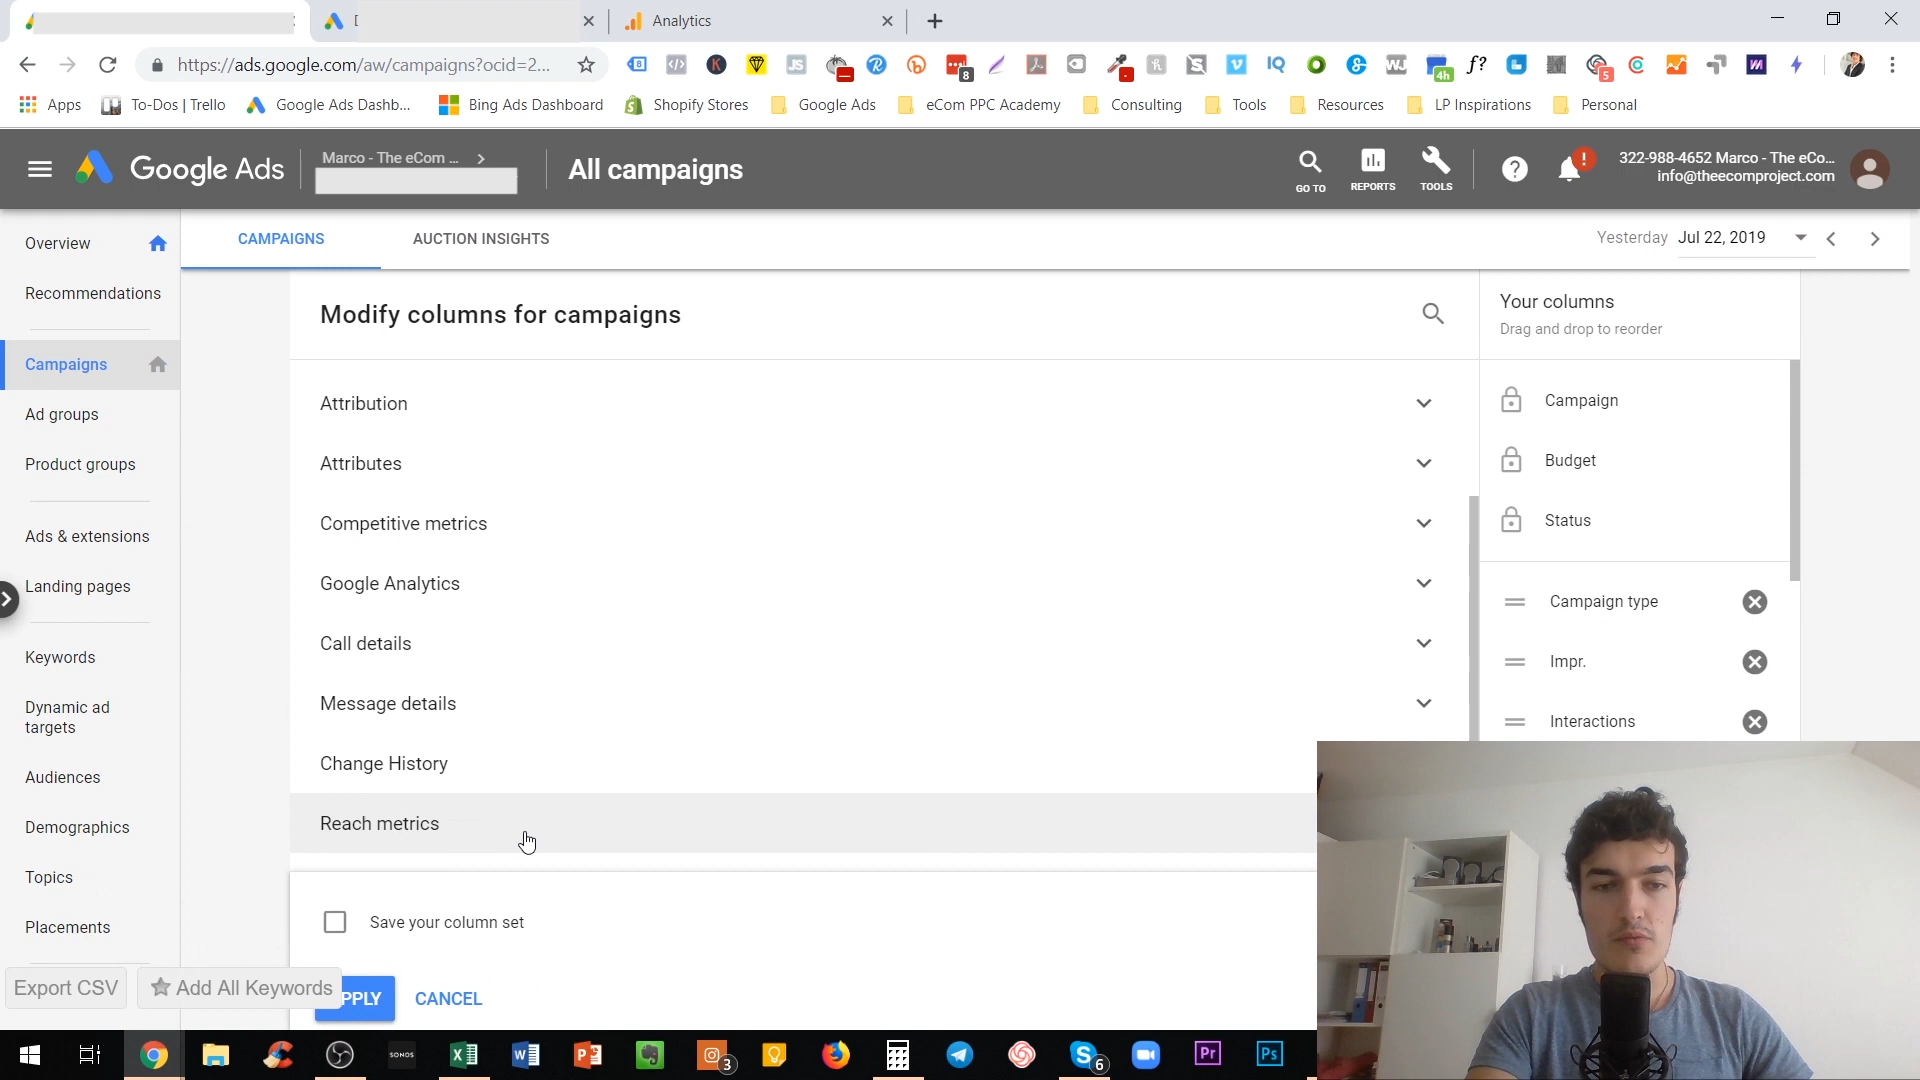 Analytics
https://ads.google.com/aw/campaigns?ocid=2...
Apps
To-Dos | Trello
Google Ads Dashb...
Bing Ads Dashboard
Shopify Stores
Google Ads
eCom PPC Academy
Consulting
Tools
Resources
LP Inspirations
Personal
Google Ads
Marco - The eCom ...
All campaigns
GO TO
REPORTS
TOOLS
322-988-4652 Marco - The eCo...
info@theecomproject.com
Overview
Recommendations
Campaigns
Ad groups
Product groups
Ads & extensions
Landing pages
Keywords
Dynamic ad
targets
Audiences
Demographics
Topics
Placements
Export CSV
Add All Keywords
CAMPAIGNS
AUCTION INSIGHTS
Yesterday
Jul 22, 2019
Modify columns for campaigns
Attribution
Attributes
Competitive metrics
Google Analytics
Call details
Message details
Change History
Reach metrics
Save your column set
PPLY
CANCEL
Your columns
Drag and drop to reorder
Campaign
Budget
Status
Campaign type
Impr.
Interactions
SONOS
3
6
Pr
Ps